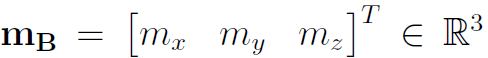 m_B = [m_x m_y m_z]^T ∈ ℝ^3